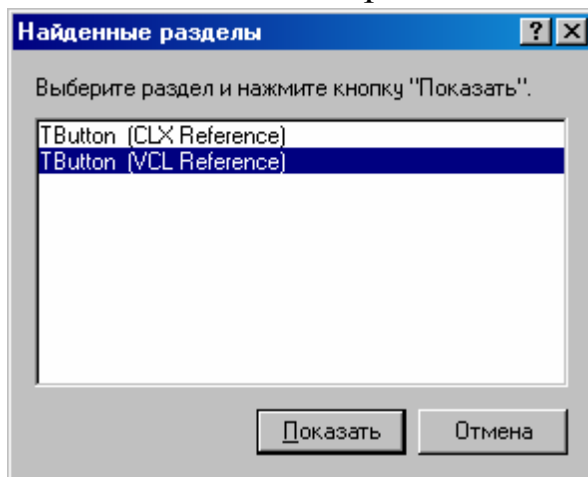 Найденные разделы
Выберите раздел и нажмите кнопку "Показать".
TButton (CLX Reference)
TButton (VCL Reference)
Показать
Отмена